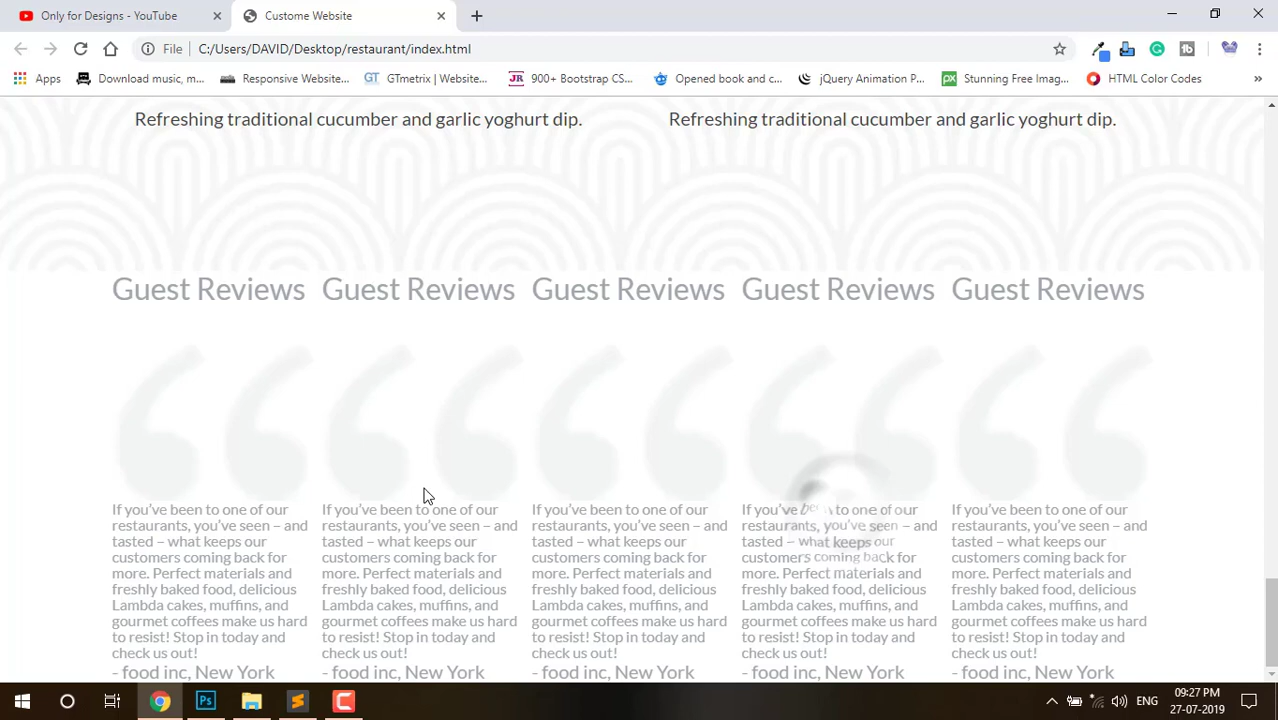 Only for Designs - YouTube
Custome Website
File
C:/Users/DAVID/Desktop/restaurant/index.html
Apps
Download music, m...
Responsive Website...
GT
GTmetrix | Website...
JR
900+ Bootstrap CS...
Opened book and c...
jQuery Animation P...
px
Stunning Free Imag...
HTML Color Codes
»
Refreshing traditional cucumber and garlic yoghurt dip.
Refreshing traditional cucumber and garlic yoghurt dip.
Guest Reviews
Guest Reviews
Guest Reviews
Guest Reviews
Guest Reviews
If you’ve been to one of our
restaurants, you’ve seen – and
tasted – what keeps our
customers coming back for
more. Perfect materials and
freshly baked food, delicious
Lambda cakes, muffins, and
gourmet coffees make us hard
to resist! Stop in today and
check us out!
- food inc, New York
If you’ve been to one of our
restaurants, you’ve seen – and
tasted – what keeps our
customers coming back for
more. Perfect materials and
freshly baked food, delicious
Lambda cakes, muffins, and
gourmet coffees make us hard
to resist! Stop in today and
check us out!
- food inc, New York
If you’ve been to one of our
restaurants, you’ve seen – and
tasted – what keeps our
customers coming back for
more. Perfect materials and
freshly baked food, delicious
Lambda cakes, muffins, and
gourmet coffees make us hard
to resist! Stop in today and
check us out!
- food inc, New York
If you’ve been to one of our
restaurants, you’ve seen – and
tasted – what keeps our
customers coming back for
more. Perfect materials and
freshly baked food, delicious
Lambda cakes, muffins, and
gourmet coffees make us hard
to resist! Stop in today and
check us out!
- food inc, New York
If you’ve been to one of our
restaurants, you’ve seen – and
tasted – what keeps our
customers coming back for
more. Perfect materials and
freshly baked food, delicious
Lambda cakes, muffins, and
gourmet coffees make us hard
to resist! Stop in today and
check us out!
- food inc, New York
Ps
ENG
09:27 PM
27-07-2019